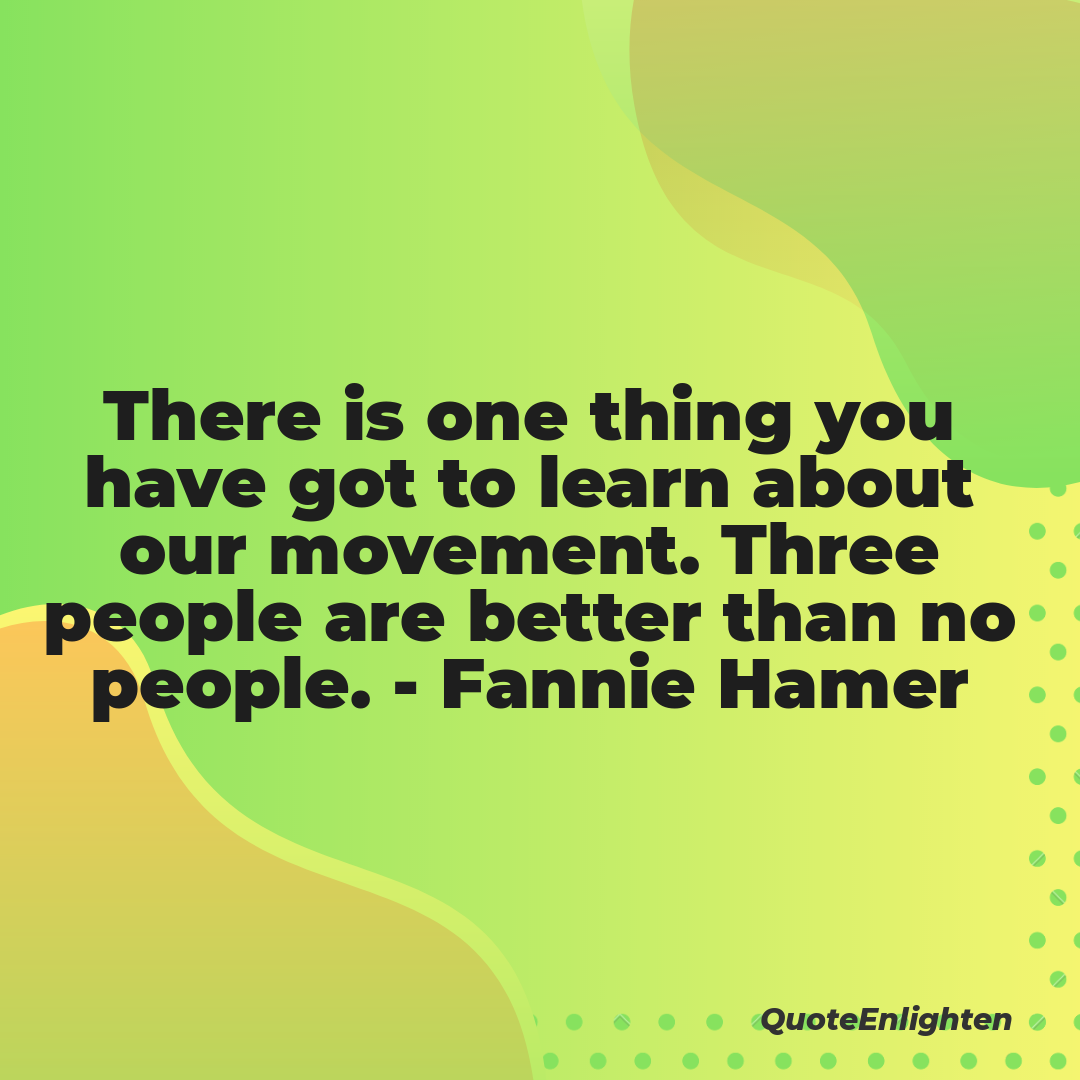 There is one thing you
have got to learn about
our movement. Three
people are better than no
people. - Fannie Hamer
QuoteEnlighten